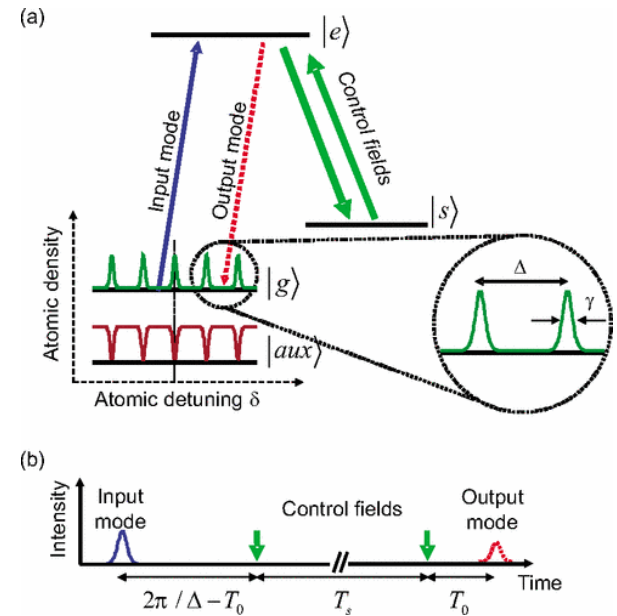 (a)
|e⟩
Input mode
Output mode
Control fields
|s⟩
Atomic density
|g⟩
|aux⟩
Atomic detuning δ
Δ
γ
(b)
Intensity
Input
mode
Control fields
Output
mode
Time
2π / Δ − T₀
Tₛ
T₀